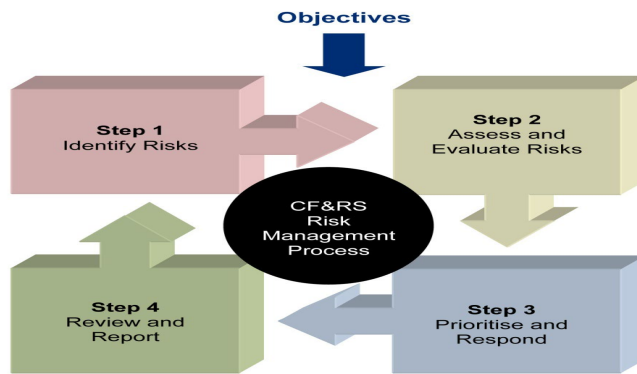 Objectives
Step 1
Identify Risks
Step 2
Assess and
Evaluate Risks
CF&RS
Risk
Management
Process
Step 3
Prioritise and
Respond
Step 4
Review and
Report